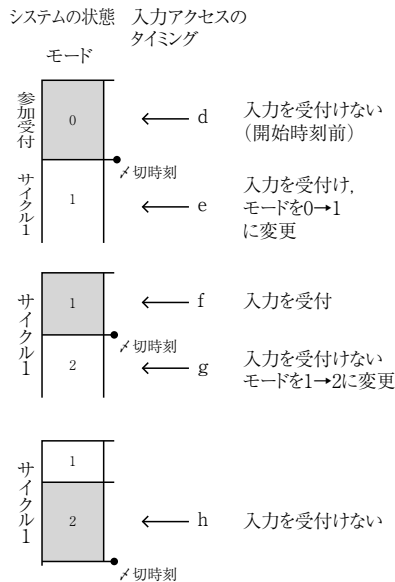 システムの状態 入力アクセスの
タイミング
モード
参加受付
0
d
入力を受付けない
(開始時刻前)
〆切時刻
サイクル1
1
e
入力を受付け,
モードを0→1
に変更
サイクル1
1
f
入力を受付
〆切時刻
2
g
入力を受付けない
モードを1→2に変更
サイクル1
1
2
h
入力を受付けない
〆切時刻